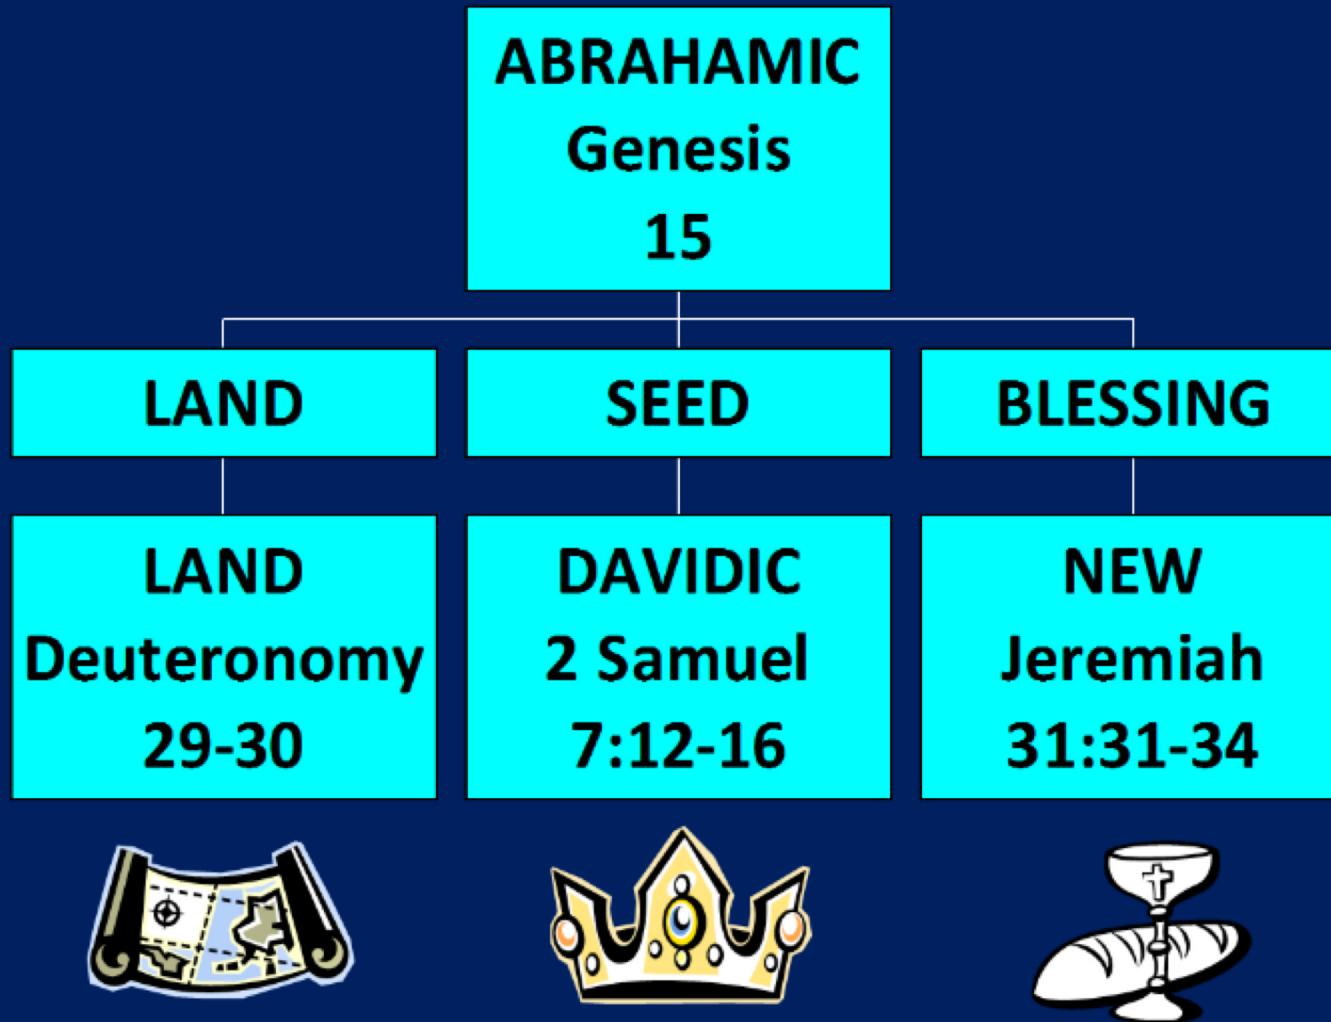 ABRAHAMIC
Genesis
15
LAND
SEED
BLESSING
LAND
Deuteronomy
29-30
DAVIDIC
2 Samuel
7:12-16
NEW
Jeremiah
31:31-34